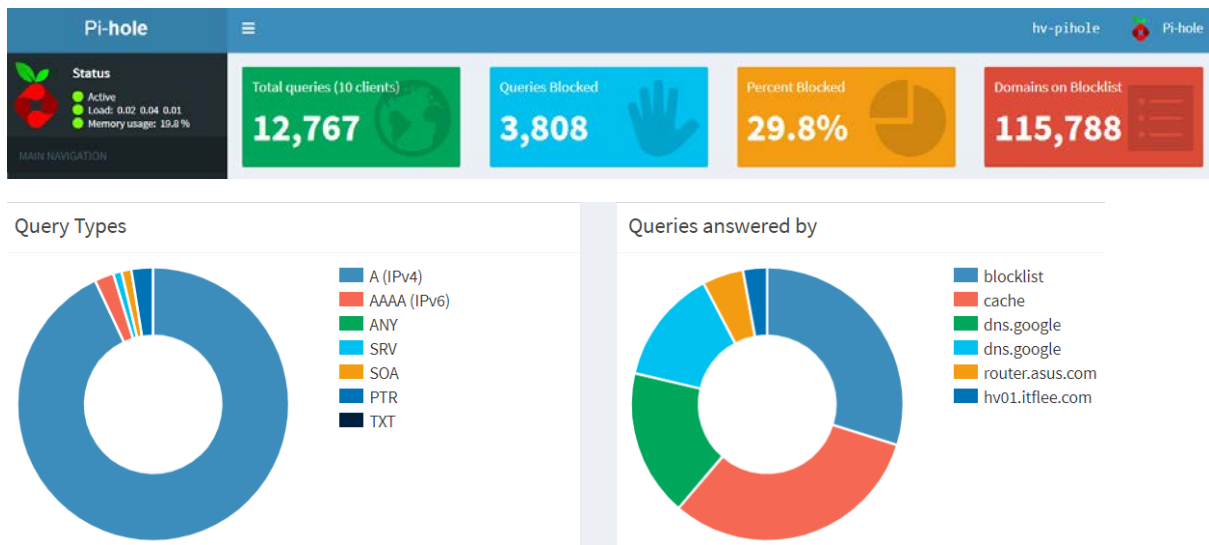 Pi-hole
hv-pihole
Pi-hole
Status
Active
Load: 0.02 0.04 0.01
Memory usage: 19.8 %
MAIN NAVIGATION
Total queries (10 clients)
12,767
Queries Blocked
3,808
Percent Blocked
29.8%
Domains on Blocklist
115,788
Query Types
A (IPv4)
AAAA (IPv6)
ANY
SRV
SOA
PTR
TXT
Queries answered by
blocklist
cache
dns.google
dns.google
router.asus.com
hv01.itflee.com